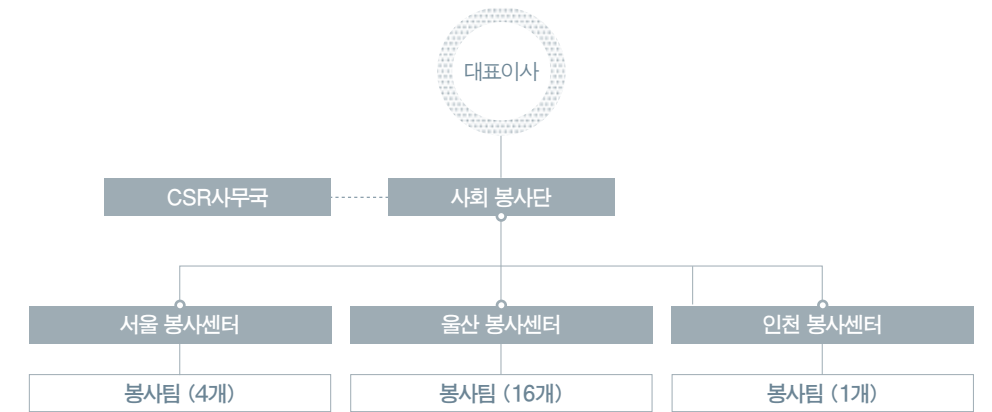 대표이사
CSR사무국
사회 봉사단
서울 봉사센터
울산 봉사센터
인천 봉사센터
봉사팀 (4개)
봉사팀 (16개)
봉사팀 (1개)